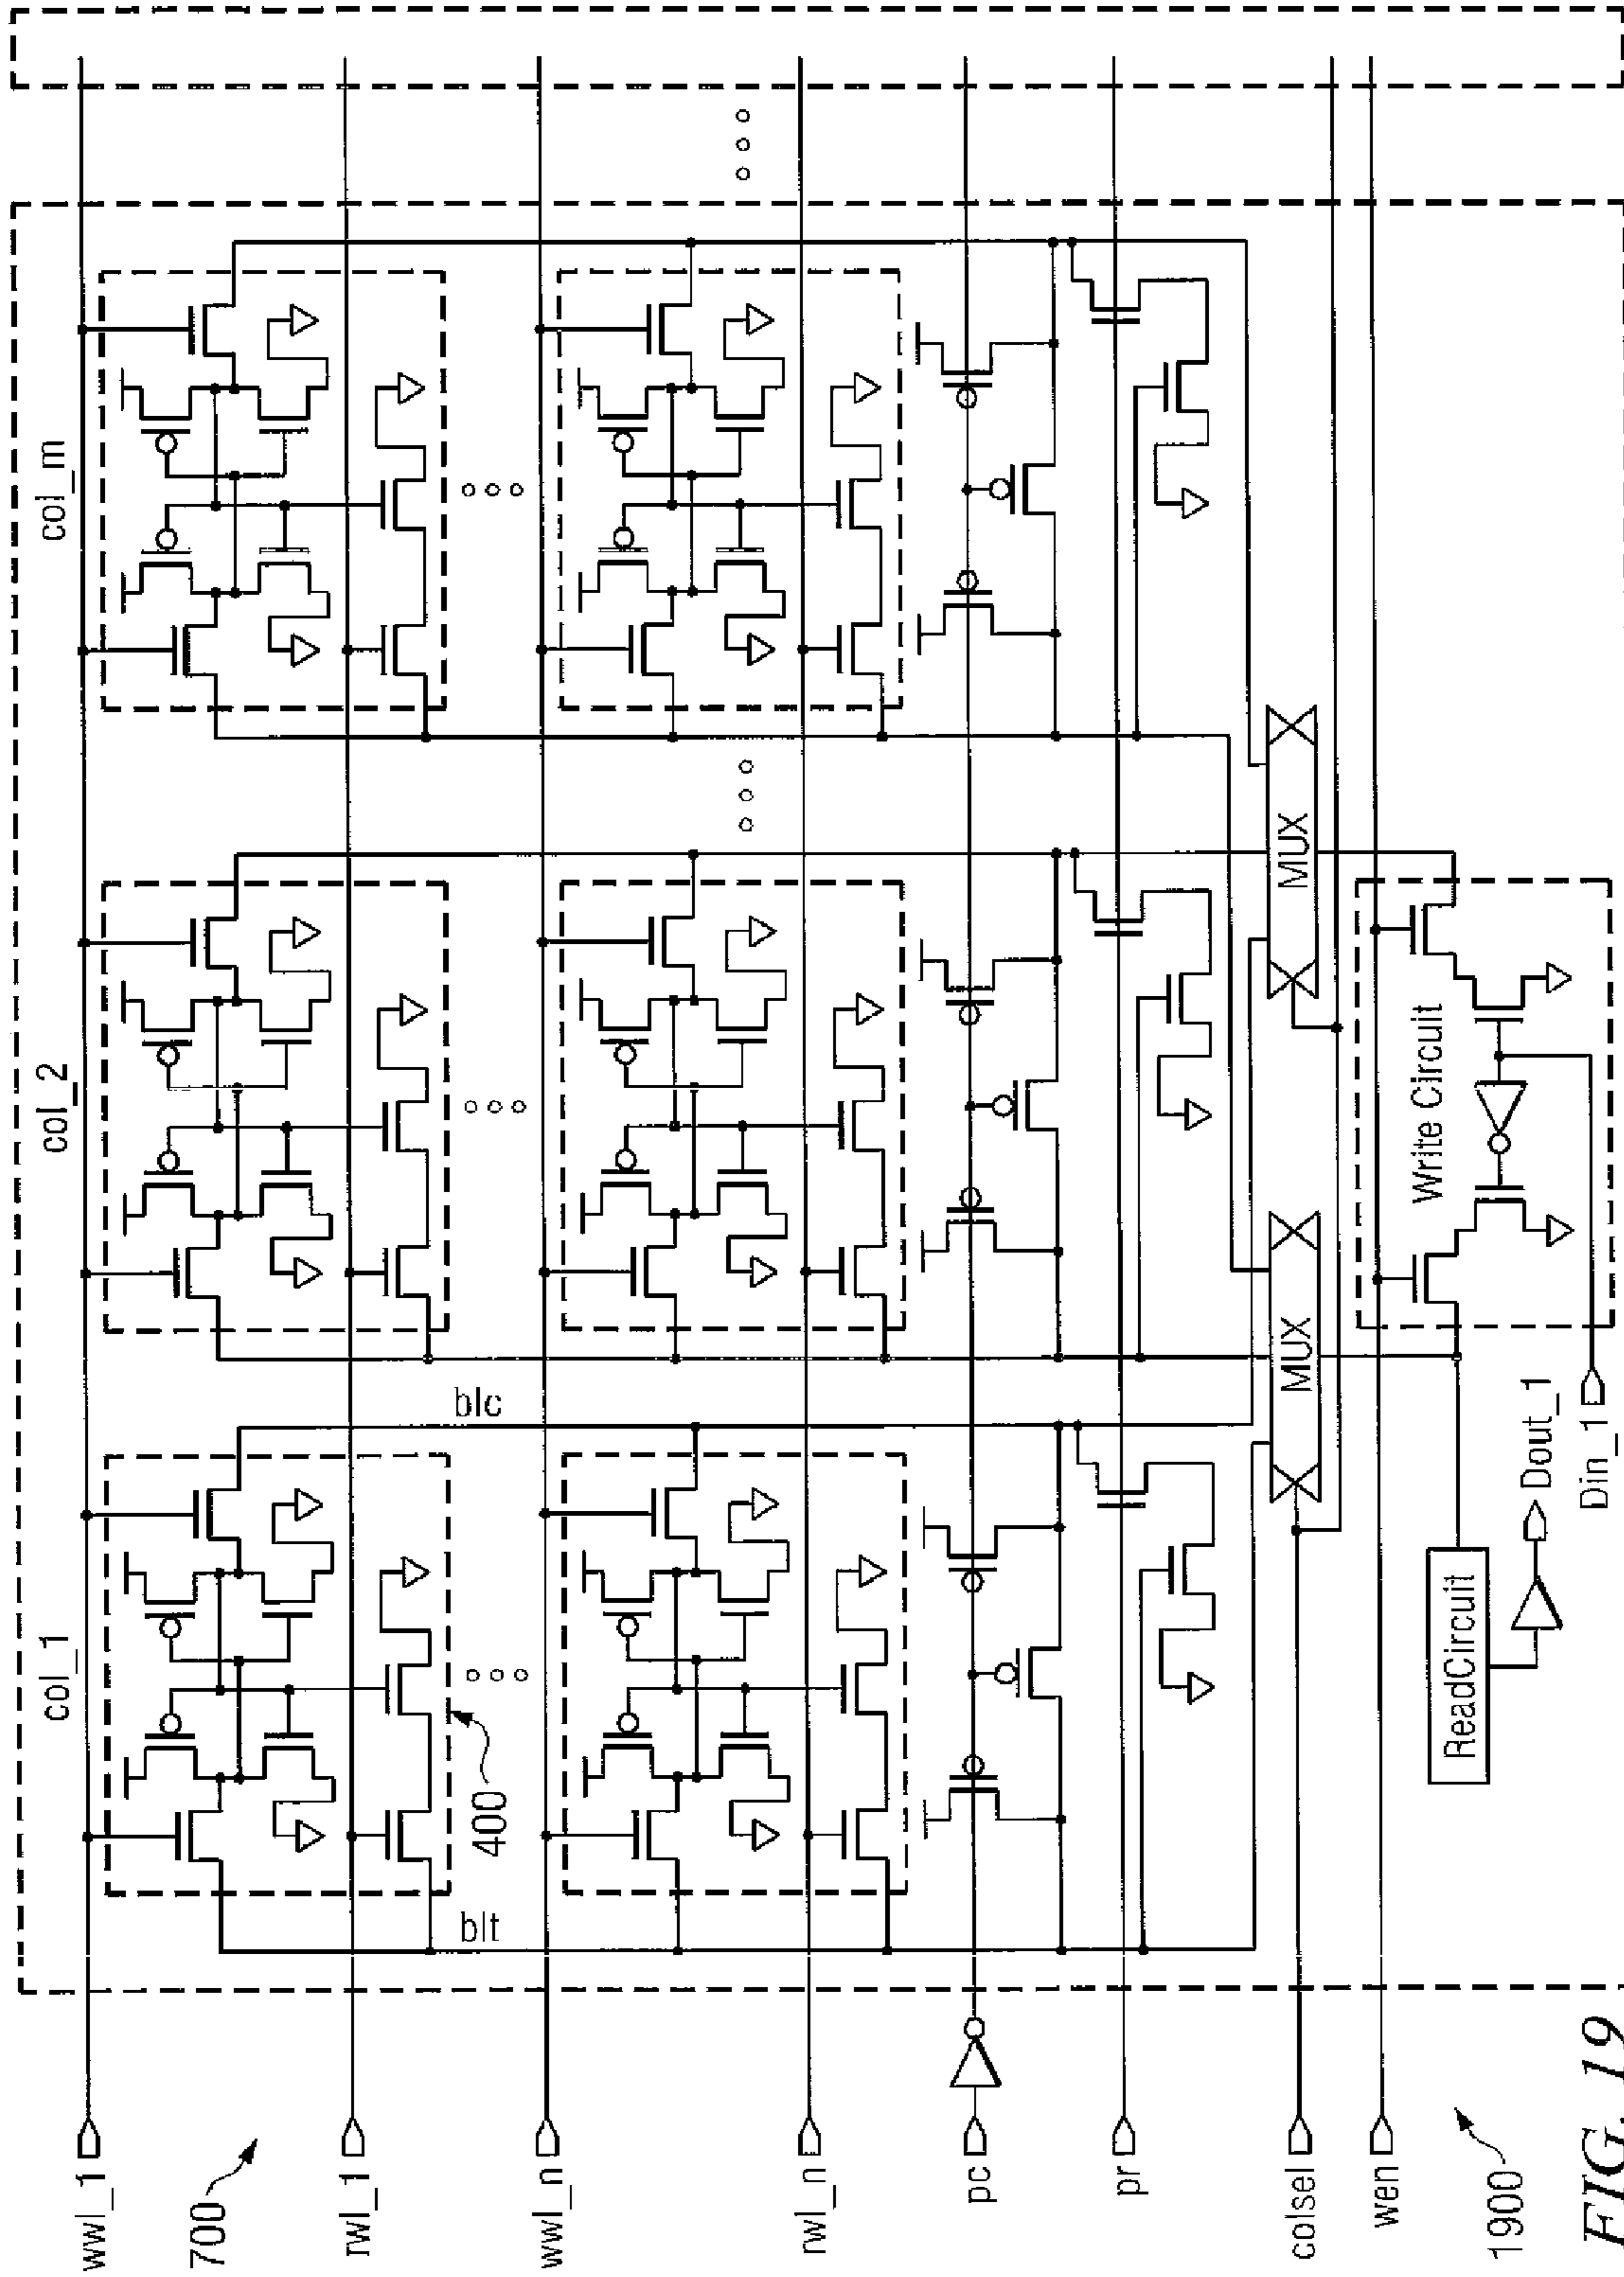 col_1
col_2
col_m
wwl_1
700
rwl_1
400
blt
blc
wwl_n
rwl_n
pc
pr
colsel
MUX
MUX
wen
Write Circuit
ReadCircuit
Dout_1
Din_1
1900
FIG. 19